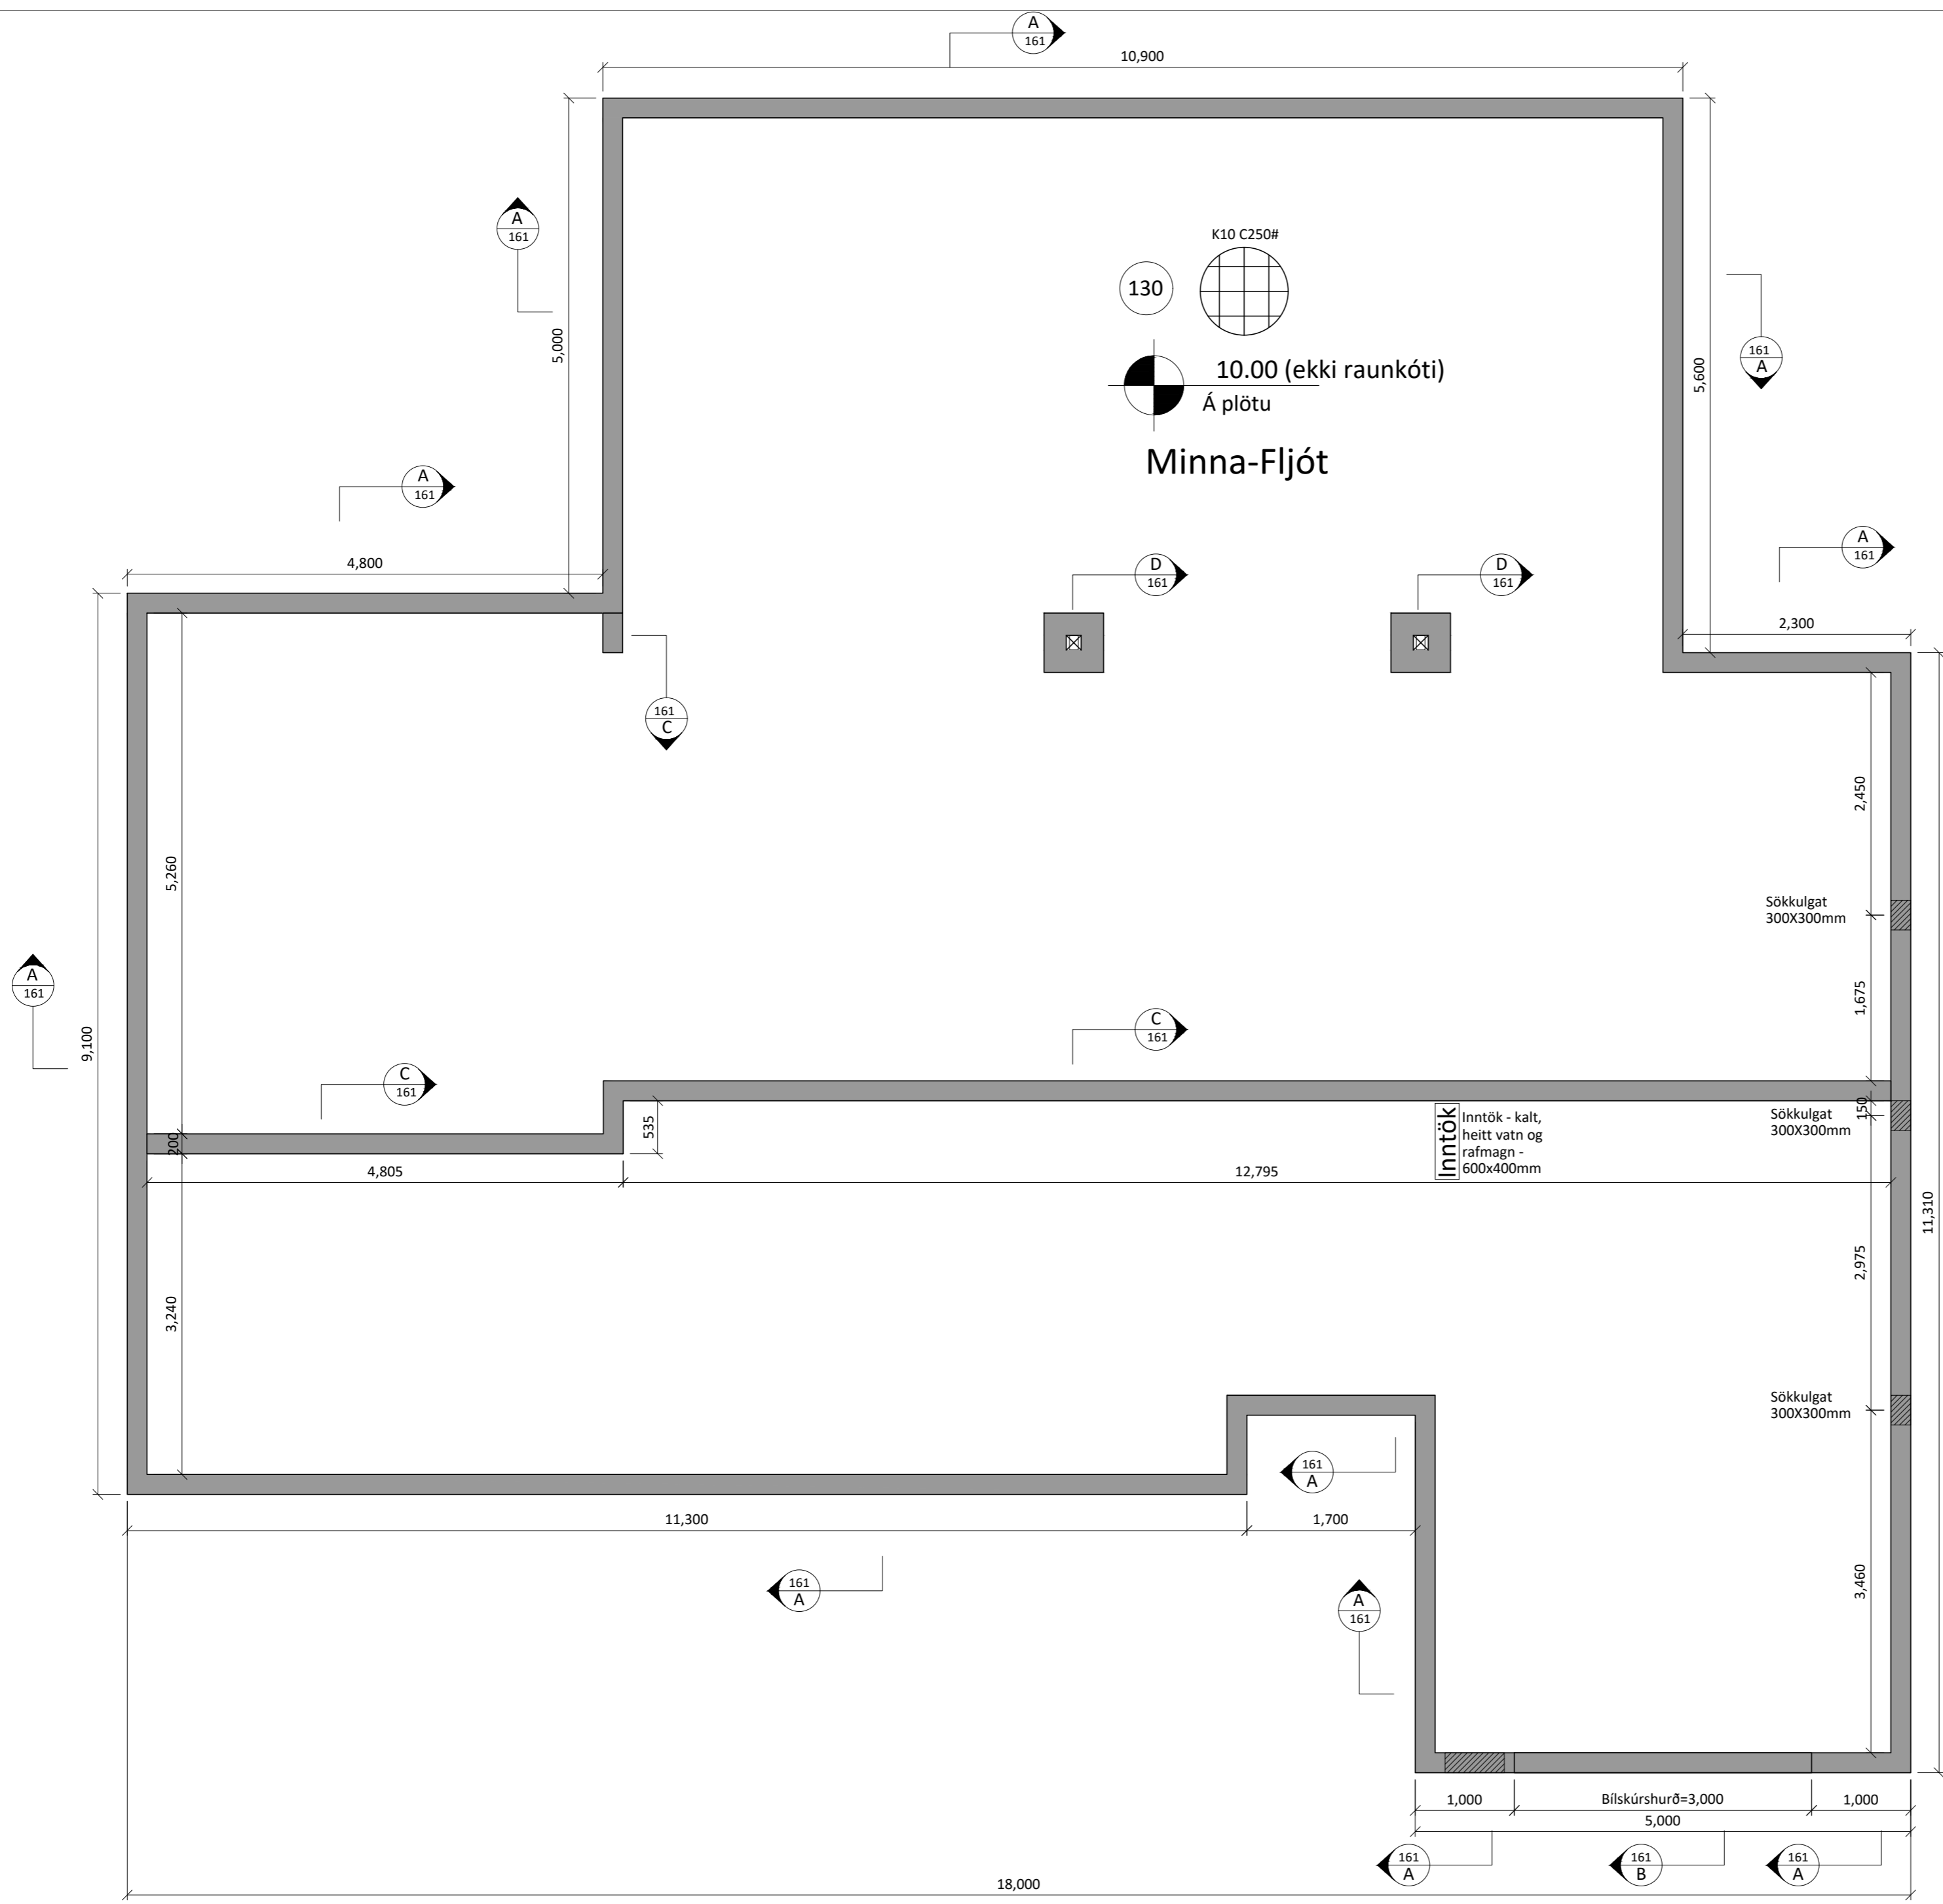 A
161
10,900
A
161
K10 C250#
130
5,000
10.00 (ekki raunkóti)
Á plötu
161
A
5,600
Minna-Fljót
A
161
A
161
4,800
D
161
D
161
2,300
161
C
2,450
5,260
Sökkulgat
300X300mm
A
161
1,675
9,100
C
161
C
161
535
Inntök
Inntök - kalt,
heitt vatn og
rafmagn -
600x400mm
150
Sökkulgat
300X300mm
200
4,805
12,795
11,310
2,975
3,240
Sökkulgat
300X300mm
161
A
11,300
1,700
161
A
A
161
3,460
1,000
Bílskúrshurð=3,000
1,000
5,000
161
A
161
B
161
A
18,000